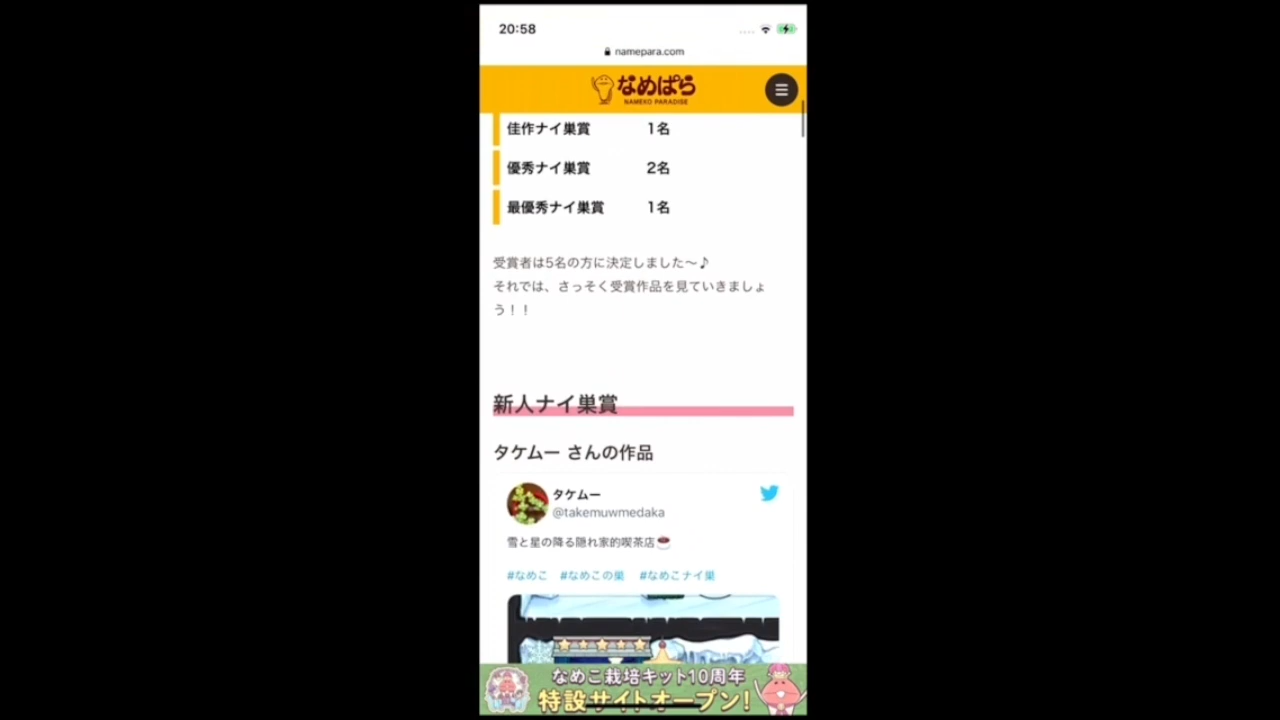 20:58
namepara.com
なめぱら
NAMEKO PARADISE
佳作ナイ巣賞 1名
優秀ナイ巣賞 2名
最優秀ナイ巣賞 1名
受賞者は5名の方に決定しました〜♪
それでは、さっそく受賞作品を見ていきましょ
う！！
新人ナイ巣賞
タケムー さんの作品
タケムー
@takemuwmedaka
雪と星の降る隠れ家的喫茶店☕
#なめこ #なめこの巣 #なめこナイ巣
なめこ栽培キット10周年
特設サイトオープン!